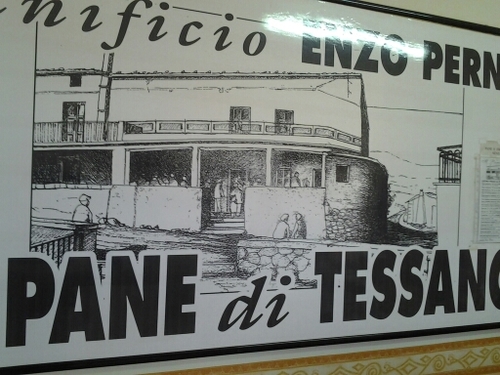 nificio ENZO PERN
PANE di TESSANO